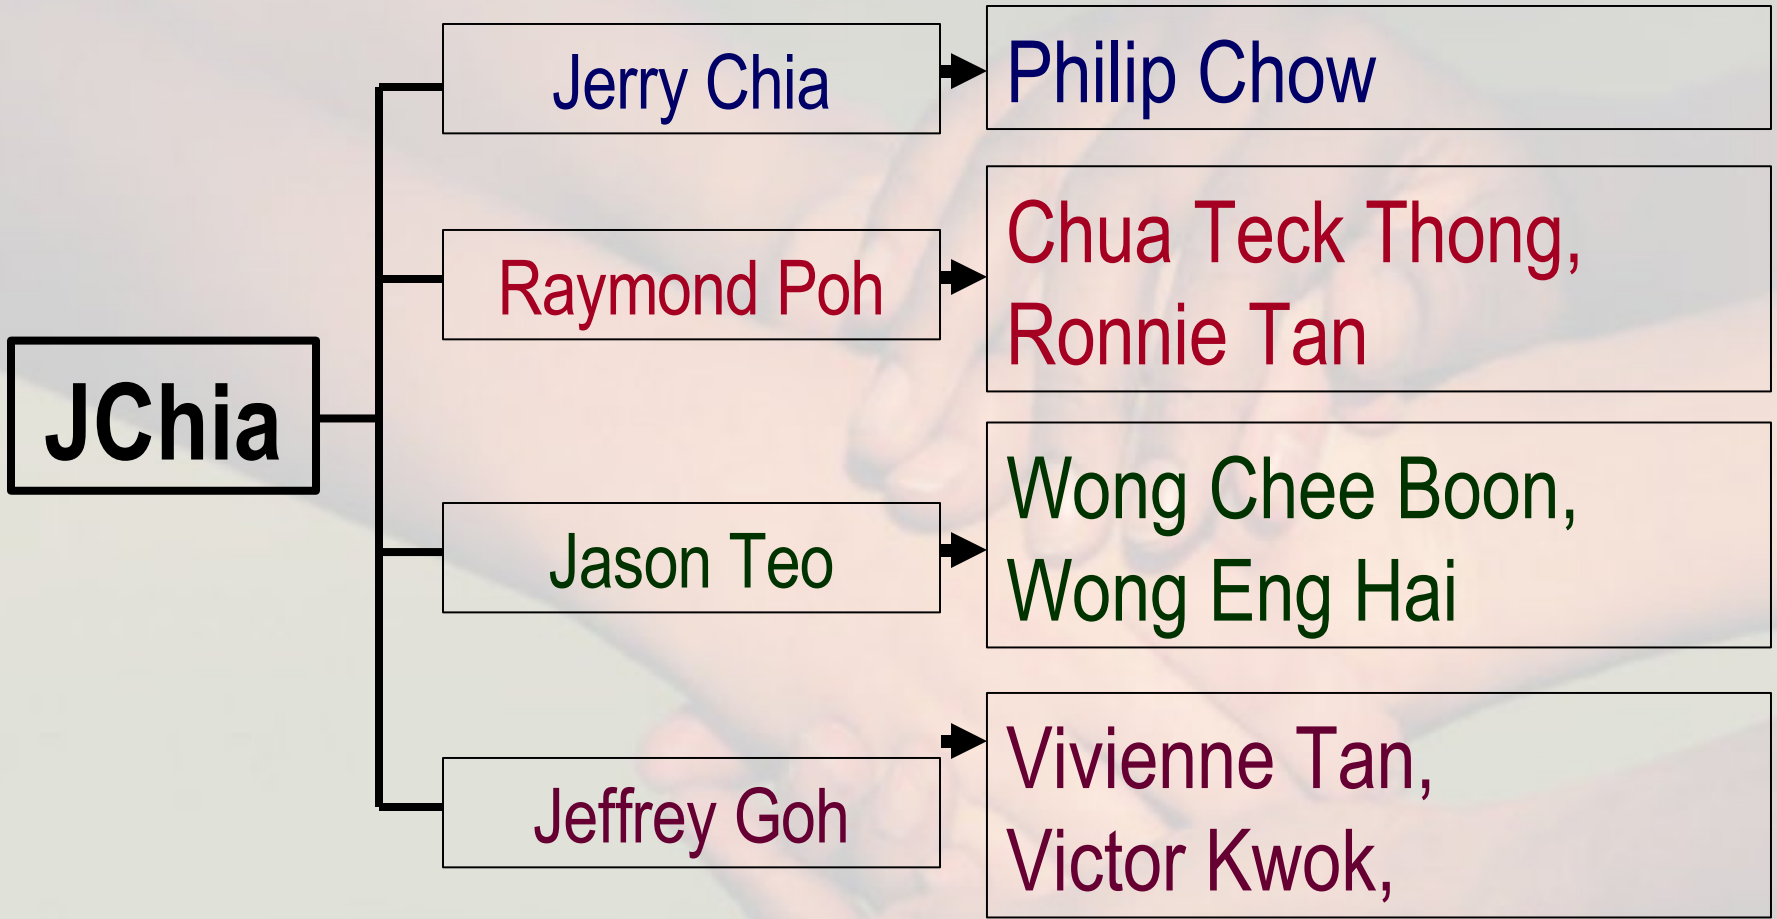 JChia
Jerry Chia
Philip Chow
Raymond Poh
Chua Teck Thong,
Ronnie Tan
Jason Teo
Wong Chee Boon,
Wong Eng Hai
Jeffrey Goh
Vivienne Tan,
Victor Kwok,